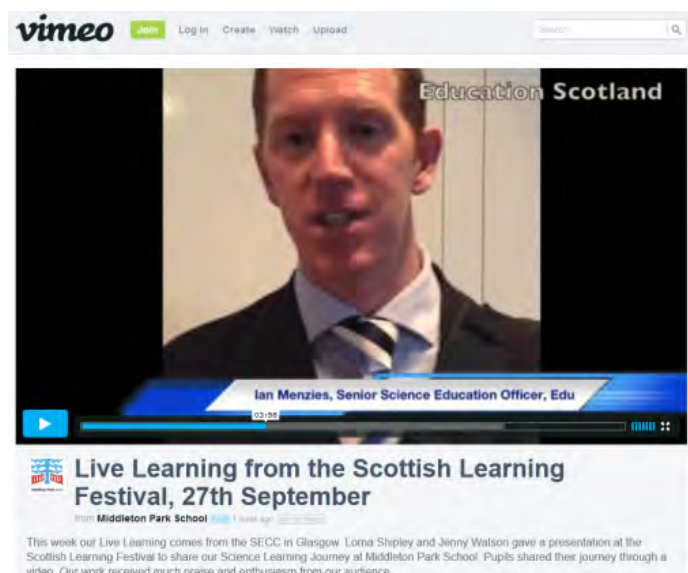 vimeo Join Log In Create Watch Upload Search
Education Scotland
Ian Menzies, Senior Science Education Officer, Edu
03:58
Live Learning from the Scottish Learning
Festival, 27th September
from Middleton Park School 1 week ago
This week our Live Learning comes from the SECC in Glasgow. Lorna Shipley and Jenny Watson gave a presentation at the
Scottish Learning Festival to share our Science Learning Journey at Middleton Park School. Pupils shared their journey through a
video. Our work received much praise and enthusiasm from our audience.